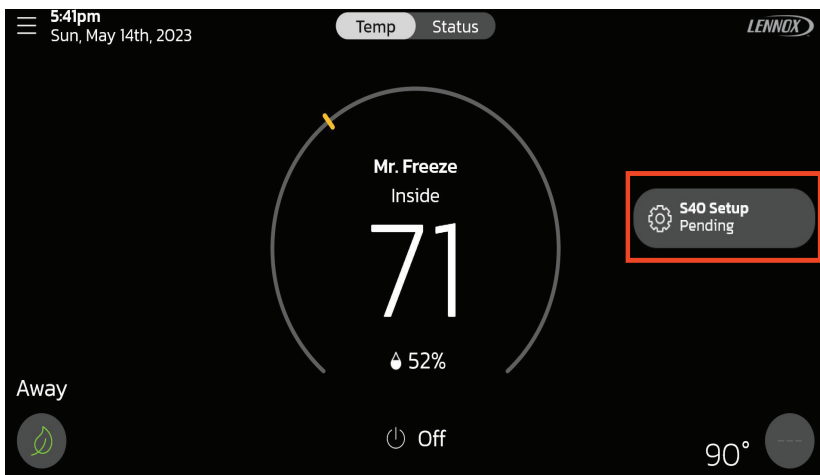 5:41pm
Sun, May 14th, 2023
Temp Status
LENNOX
Mr. Freeze
Inside
71
52%
S40 Setup
Pending
Away
Off
90°
---